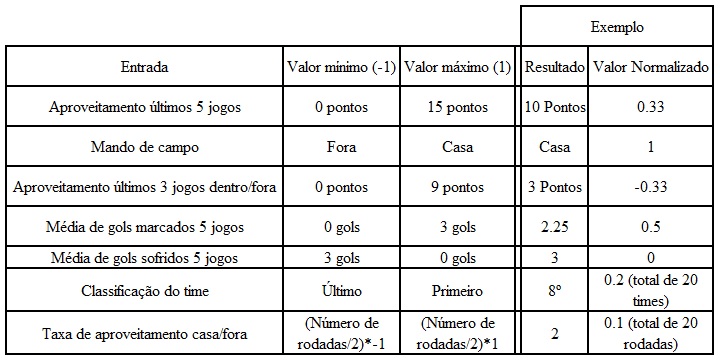 Exemplo
Entrada Valor mínimo (-1) Valor máximo (1) Resultado Valor Normalizado
Aproveitamento últimos 5 jogos 0 pontos 15 pontos 10 Pontos 0.33
Mando de campo Fora Casa Casa 1
Aproveitamento últimos 3 jogos dentro/fora 0 pontos 9 pontos 3 Pontos -0.33
Média de gols marcados 5 jogos 0 gols 3 gols 2.25 0.5
Média de gols sofridos 5 jogos 3 gols 0 gols 3 0
Classificação do time Último Primeiro 8º 0.2 (total de 20
times)
Taxa de aproveitamento casa/fora (Número de
rodadas/2)*-1 (Número de
rodadas/2)*1 2 0.1 (total de 20
rodadas)